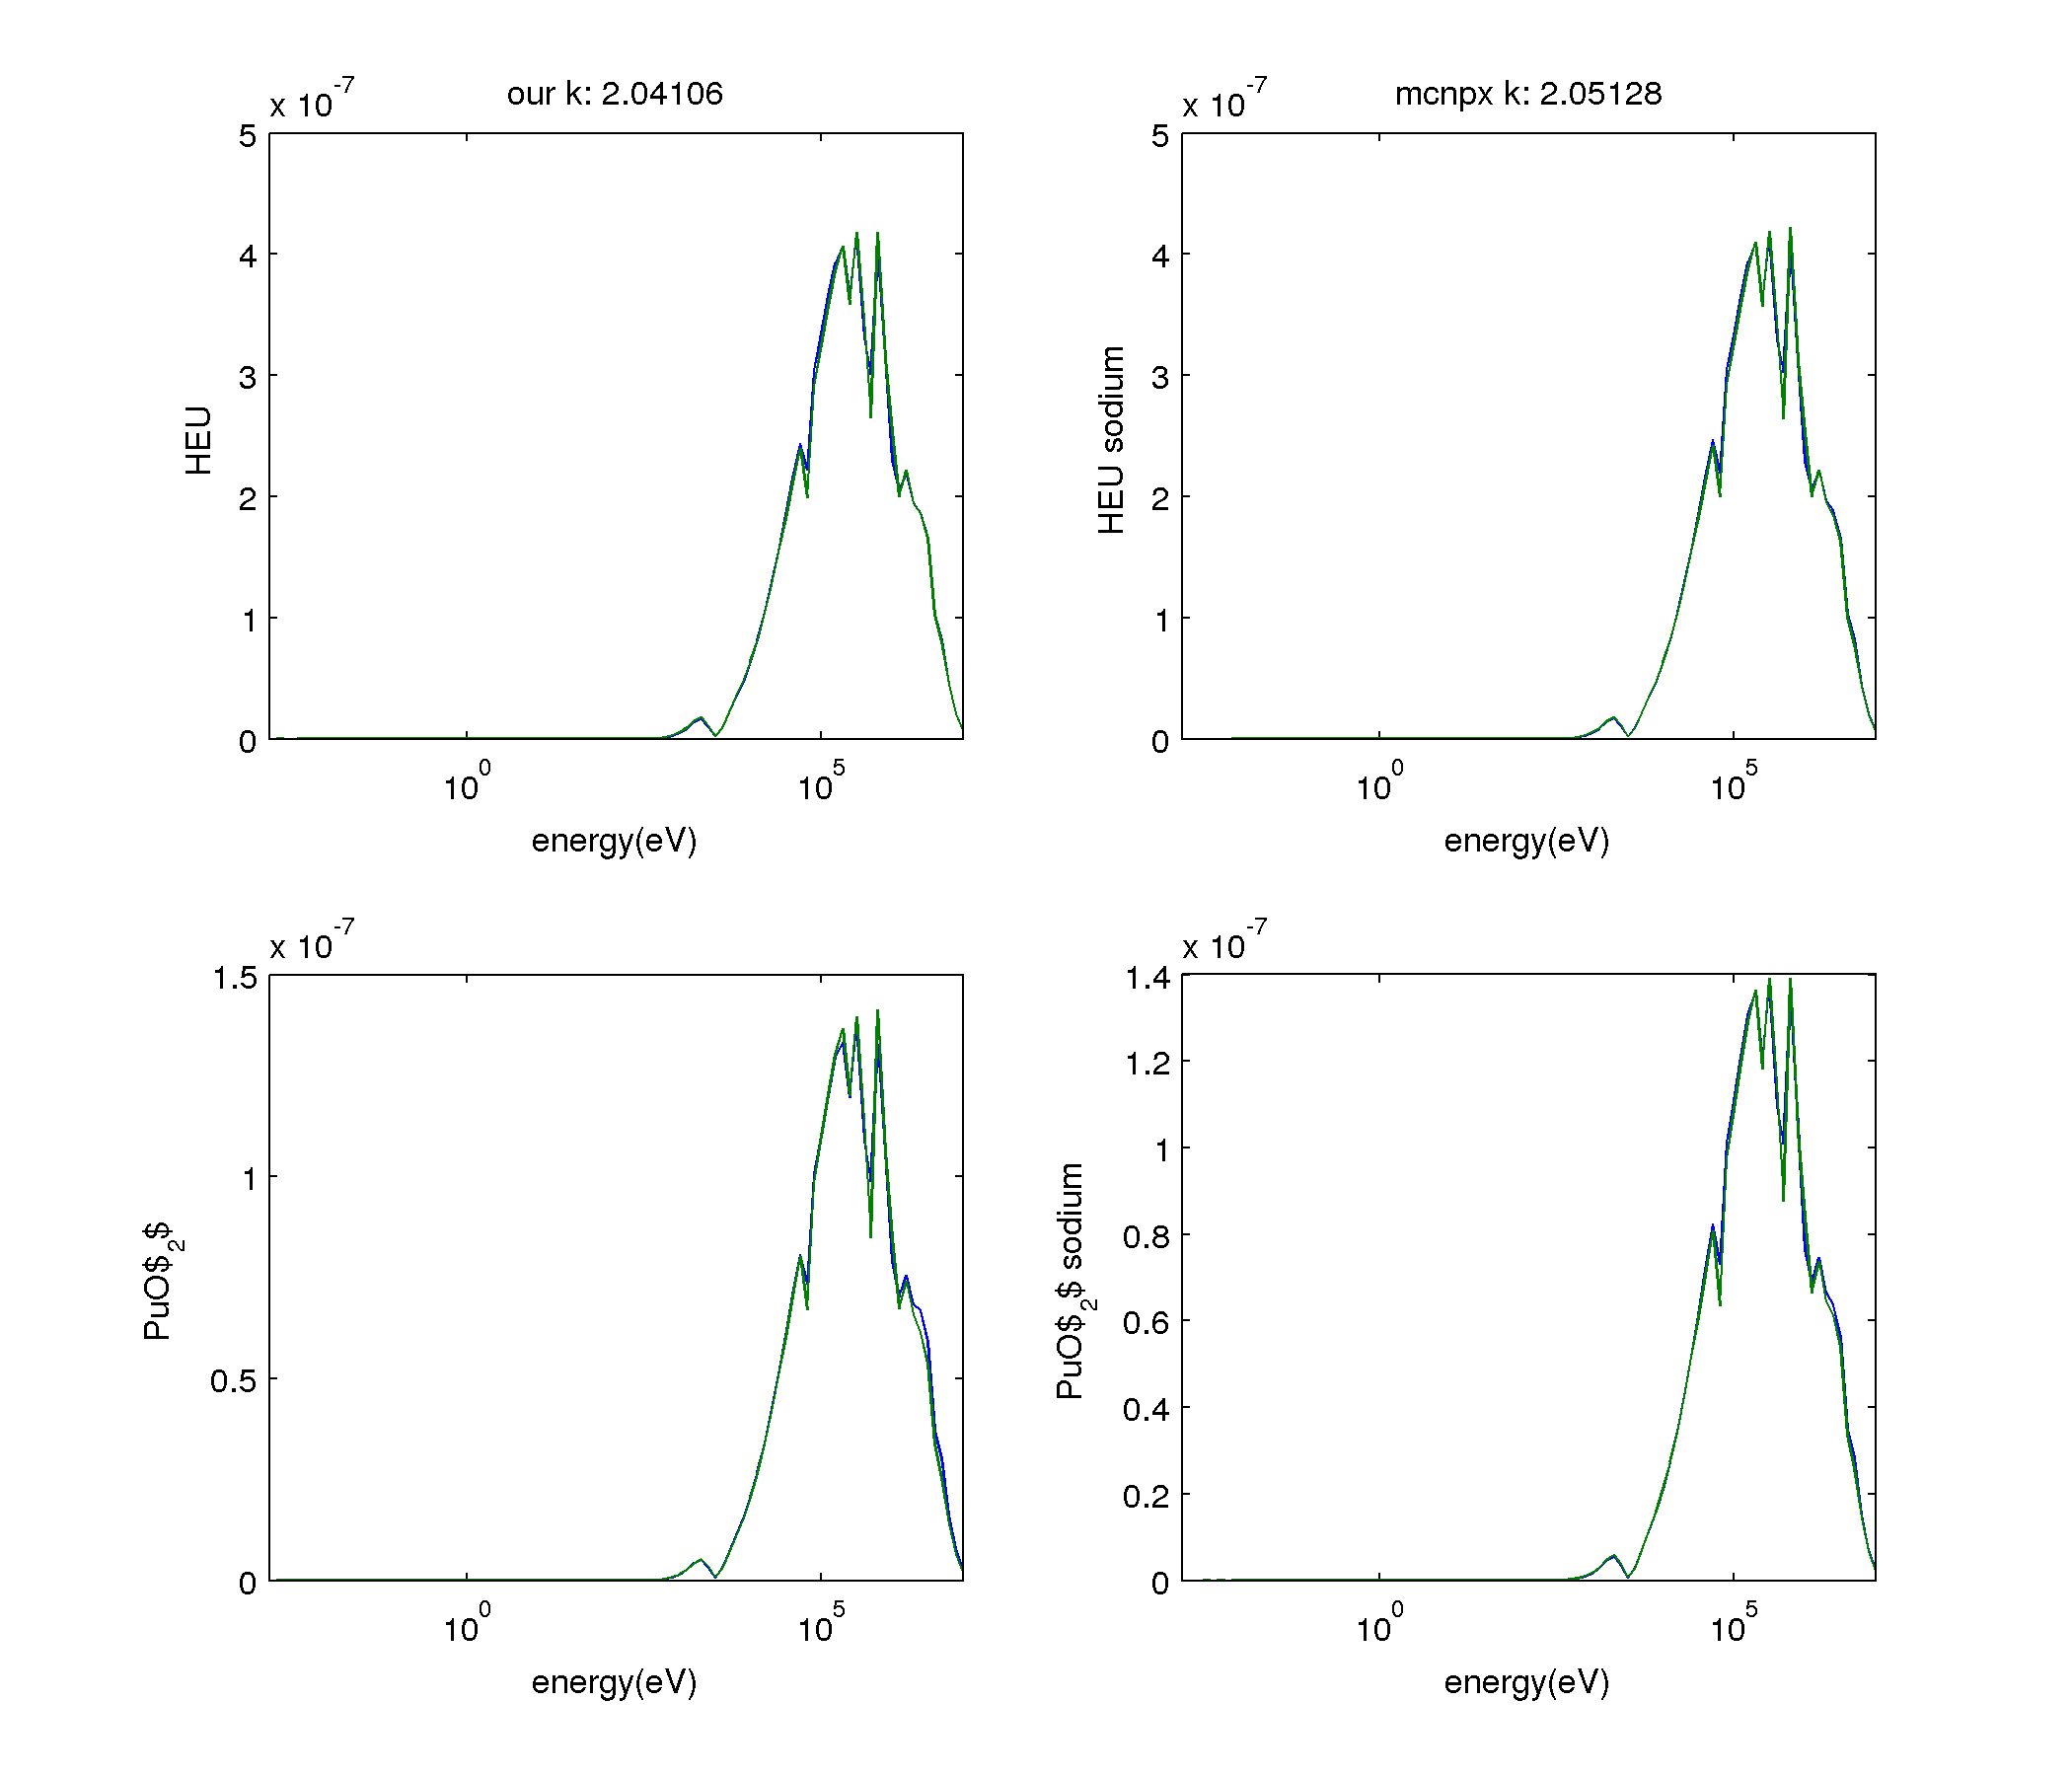 our k: 2.04106
x 10^-7
5
4
3
2
1
0
HEU
10^0
10^5
energy(eV)
mcnpx k: 2.05128
x 10^-7
5
4
3
2
1
0
HEU sodium
10^0
10^5
energy(eV)
x 10^-7
1.5
1
0.5
0
PuO$_2$
10^0
10^5
energy(eV)
x 10^-7
1.4
1.2
1
0.8
0.6
0.4
0.2
0
PuO$_2$ sodium
10^0
10^5
energy(eV)